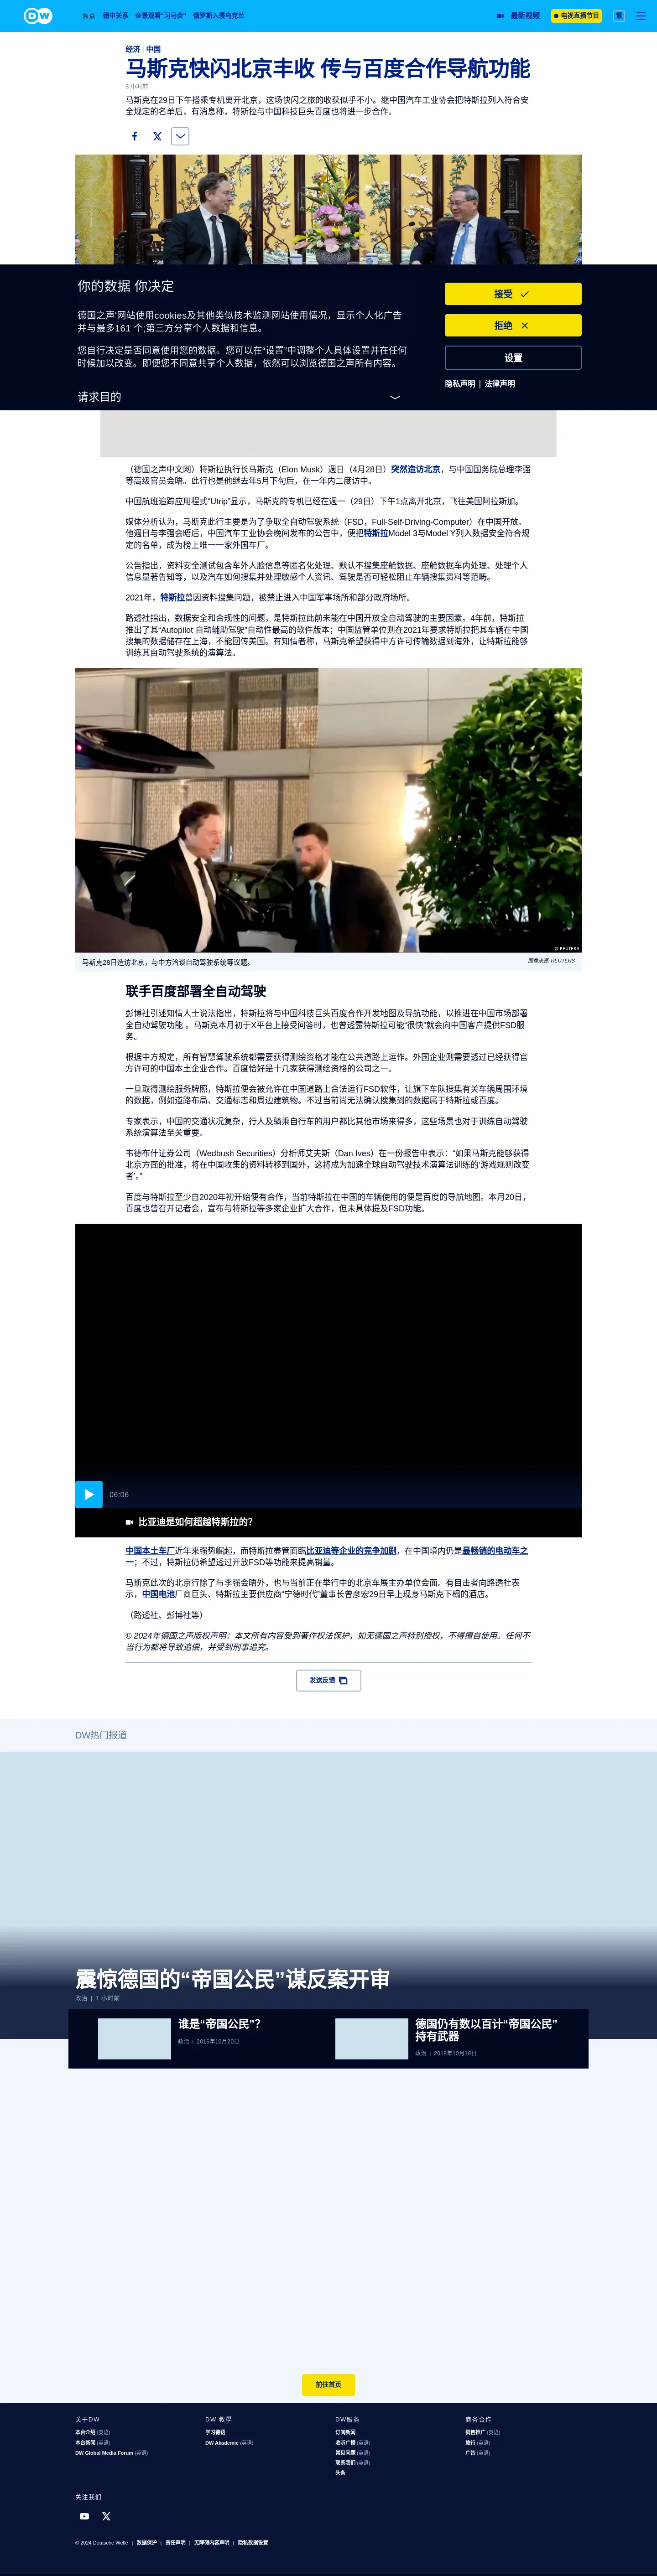 DW
焦点 德中关系 全景观看“习马会” 俄罗斯入侵乌克兰
最新视频
电视直播节目
繁
经济 | 中国
马斯克快闪北京丰收 传与百度合作导航功能
3 小时前
马斯克在29日下午搭乘专机离开北京，这场快闪之旅的收获似乎不小。继中国汽车工业协会把特斯拉列入符合安
全规定的名单后，有消息称，特斯拉与中国科技巨头百度也将进一步合作。
你的数据 你决定
德国之声'网站使用cookies及其他类似技术监测网站使用情况，显示个人化广告
并与最多161 个;第三方分享个人数据和信息。
您自行决定是否同意使用您的数据。您可以在“设置”中调整个人具体设置并在任何
时候加以改变。即便您不同意共享个人数据，依然可以浏览德国之声所有内容。
请求目的
接受
拒绝
设置
隐私声明 | 法律声明
（德国之声中文网）特斯拉执行长马斯克（Elon Musk）週日（4月28日）突然造访北京，与中国国务院总理李强
等高级官员会晤。此行也是他继去年5月下旬后，在一年内二度访中。
中国航班追踪应用程式“Utrip”显示，马斯克的专机已经在週一（29日）下午1点离开北京，飞往美国阿拉斯加。
媒体分析认为，马斯克此行主要是为了争取全自动驾驶系统（FSD，Full-Self-Driving-Computer）在中国开放。
他週日与李强会晤后，中国汽车工业协会晚间发布的公告中，便把特斯拉Model 3与Model Y列入数据安全符合规
定的名单，成为榜上唯一一家外国车厂。
公告指出，资料安全测试包含车外人脸信息等匿名化处理、默认不搜集座舱数据、座舱数据车内处理、处理个人
信息显著告知等，以及汽车如何搜集并处理敏感个人资讯、驾驶是否可轻松阻止车辆搜集资料等范畴。
2021年，特斯拉曾因资料搜集问题，被禁止进入中国军事场所和部分政府场所。
路透社指出，数据安全和合规性的问题，是特斯拉此前未能在中国开放全自动驾驶的主要因素。4年前，特斯拉
推出了其“Autopilot 自动辅助驾驶”自动性最高的软件版本；中国监管单位则在2021年要求特斯拉把其车辆在中国
搜集的数据储存在上海，不能回传美国。有知情者称，马斯克希望获得中方许可传输数据到海外，让特斯拉能够
训练其自动驾驶系统的演算法。
© REUTERS
马斯克28日造访北京，与中方洽谈自动驾驶系统等议题。
图像来源: REUTERS
联手百度部署全自动驾驶
彭博社引述知情人士说法指出，特斯拉将与中国科技巨头百度合作开发地图及导航功能，以推进在中国市场部署
全自动驾驶功能 。马斯克本月初于X平台上接受问答时，也曾透露特斯拉可能“很快”就会向中国客户提供FSD服
务。
根据中方规定，所有智慧驾驶系统都需要获得测绘资格才能在公共道路上运作。外国企业则需要透过已经获得官
方许可的中国本土企业合作。百度恰好是十几家获得测绘资格的公司之一。
一旦取得测绘服务牌照，特斯拉便会被允许在中国道路上合法运行FSD软件，让旗下车队搜集有关车辆周围环境
的数据，例如道路布局、交通标志和周边建筑物。不过当前尚无法确认搜集到的数据属于特斯拉或百度。
专家表示，中国的交通状况复杂，行人及骑乘自行车的用户都比其他市场来得多，这些场景也对于训练自动驾驶
系统演算法至关重要。
韦德布什证券公司（Wedbush Securities）分析师艾夫斯（Dan Ives）在一份报告中表示：“如果马斯克能够获得
北京方面的批准，将在中国收集的资料转移到国外，这将成为加速全球自动驾驶技术演算法训练的‘游戏规则改变
者’。”
百度与特斯拉至少自2020年初开始便有合作，当前特斯拉在中国的车辆使用的便是百度的导航地图。本月20日，
百度也曾召开记者会，宣布与特斯拉等多家企业扩大合作，但未具体提及FSD功能。
06:06
比亚迪是如何超越特斯拉的？
中国本土车厂近年来强势崛起，而特斯拉儘管面臨比亚迪等企业的竞争加剧，在中国境内仍是最畅销的电动车之
一；不过，特斯拉仍希望透过开放FSD等功能来提高销量。
马斯克此次的北京行除了与李强会晤外，也与当前正在举行中的北京车展主办单位会面。有目击者向路透社表
示，中国电池厂商巨头、特斯拉主要供应商“宁德时代”董事长曾彦宏29日早上现身马斯克下榻的酒店。
（路透社、彭博社等）
© 2024年德国之声版权声明：本文所有内容受到著作权法保护，如无德国之声特别授权，不得擅自使用。任何不
当行为都将导致追偿，并受到刑事追究。
发送反馈
DW热门报道
震惊德国的“帝国公民”谋反案开审
政治 | 1 小时前
谁是“帝国公民”？
政治 | 2016年10月20日
德国仍有数以百计“帝国公民”
持有武器
政治 | 2018年10月10日
前往首页
关于DW
本台介绍 (英语)
本台新闻 (英语)
DW Global Media Forum (英语)
DW 教學
学习德语
DW Akademie (英语)
DW服务
订阅新闻
收听广播 (英语)
常见问题 (英语)
联系我们 (英语)
头条
商务合作
销售推广 (英语)
旅行 (英语)
广告 (英语)
关注我们
© 2024 Deutsche Welle | 数据保护 | 责任声明 | 无障碍内容声明 | 隐私数据设置